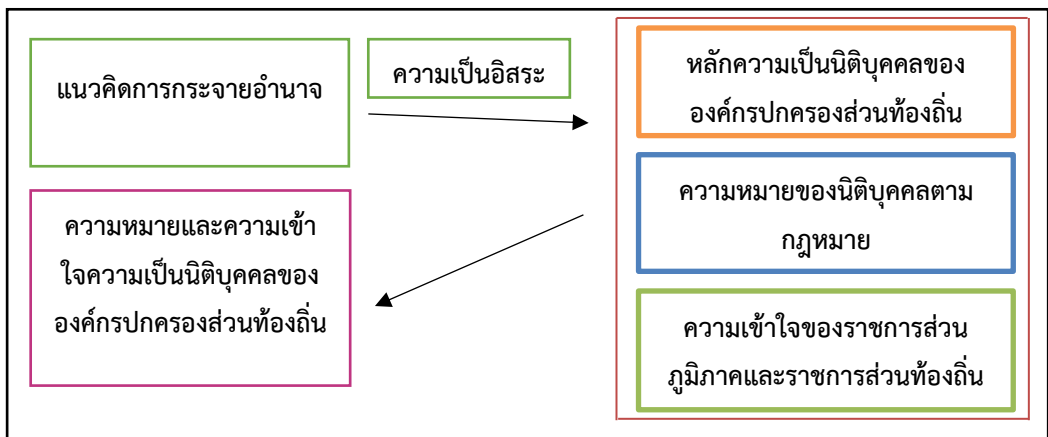 แนวคิดการกระจายอำนาจ
ความเป็นอิสระ
หลักความเป็นนิติบุคคลของ
องค์กรปกครองส่วนท้องถิ่น
ความหมายของนิติบุคคลตาม
กฎหมาย
ความเข้าใจของราชการส่วน
ภูมิภาคและราชการส่วนท้องถิ่น
ความหมายและความเข้า
ใจความเป็นนิติบุคคลของ
องค์กรปกครองส่วนท้องถิ่น